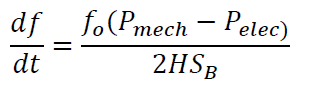 df/dt = f_o(P_mech − P_elec)/2HS_B